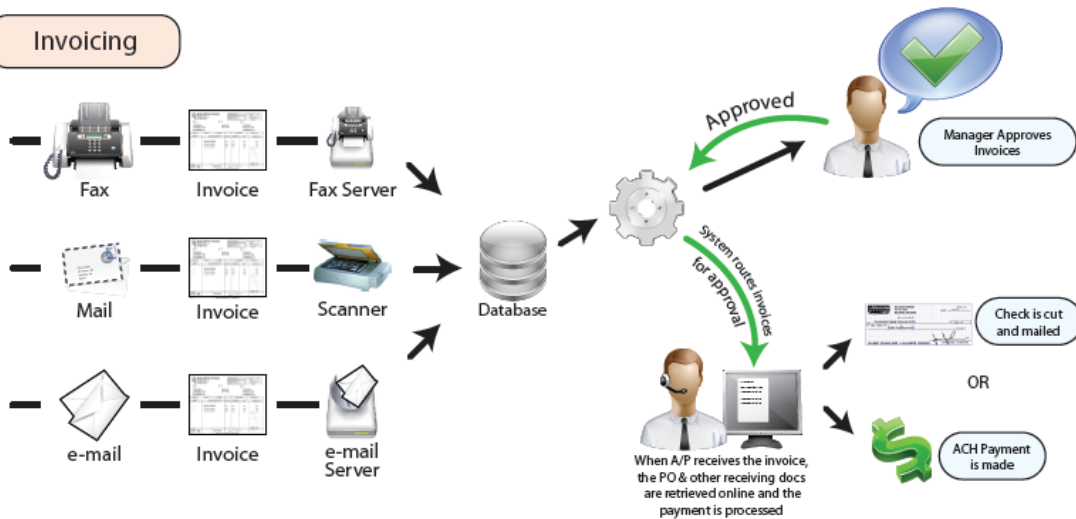 Invoicing
Fax
Invoice
Fax Server
Mail
Invoice
Scanner
e-mail
Invoice
e-mail
Server
Database
Approved
Manager Approves
Invoices
System routes invoices
for approval
When A/P receives the invoice,
the PO & other receiving docs
are retrieved online and the
payment is processed
Check is cut
and mailed
OR
ACH Payment
is made